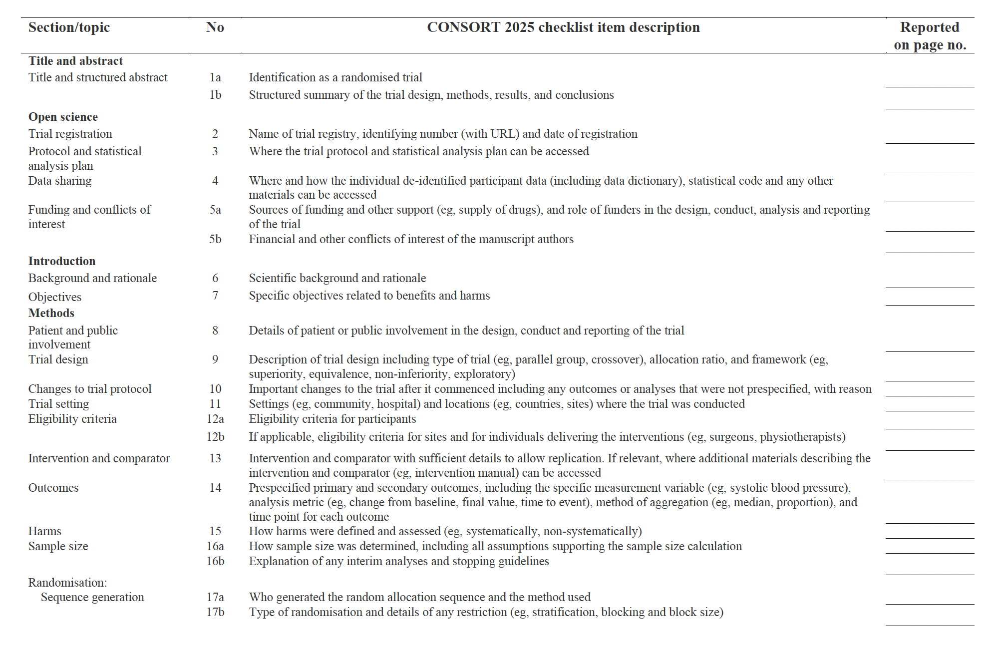 Section/topic No CONSORT 2025 checklist item description Reported
on page no.
Title and abstract
Title and structured abstract 1a Identification as a randomised trial
1b Structured summary of the trial design, methods, results, and conclusions
Open science
Trial registration 2 Name of trial registry, identifying number (with URL) and date of registration
Protocol and statistical 3 Where the trial protocol and statistical analysis plan can be accessed
analysis plan
Data sharing 4 Where and how the individual de-identified participant data (including data dictionary), statistical code and any other
materials can be accessed
Funding and conflicts of 5a Sources of funding and other support (eg, supply of drugs), and role of funders in the design, conduct, analysis and reporting
interest of the trial
5b Financial and other conflicts of interest of the manuscript authors
Introduction
Background and rationale 6 Scientific background and rationale
Objectives 7 Specific objectives related to benefits and harms
Methods
Patient and public 8 Details of patient or public involvement in the design, conduct and reporting of the trial
involvement
Trial design 9 Description of trial design including type of trial (eg, parallel group, crossover), allocation ratio, and framework (eg,
superiority, equivalence, non-inferiority, exploratory)
Changes to trial protocol 10 Important changes to the trial after it commenced including any outcomes or analyses that were not prespecified, with reason
Trial setting 11 Settings (eg, community, hospital) and locations (eg, countries, sites) where the trial was conducted
Eligibility criteria 12a Eligibility criteria for participants
12b If applicable, eligibility criteria for sites and for individuals delivering the interventions (eg, surgeons, physiotherapists)
Intervention and comparator 13 Intervention and comparator with sufficient details to allow replication. If relevant, where additional materials describing the
intervention and comparator (eg, intervention manual) can be accessed
Outcomes 14 Prespecified primary and secondary outcomes, including the specific measurement variable (eg, systolic blood pressure),
analysis metric (eg, change from baseline, final value, time to event), method of aggregation (eg, median, proportion), and
time point for each outcome
Harms 15 How harms were defined and assessed (eg, systematically, non-systematically)
Sample size 16a How sample size was determined, including all assumptions supporting the sample size calculation
16b Explanation of any interim analyses and stopping guidelines
Randomisation:
Sequence generation 17a Who generated the random allocation sequence and the method used
17b Type of randomisation and details of any restriction (eg, stratification, blocking and block size)